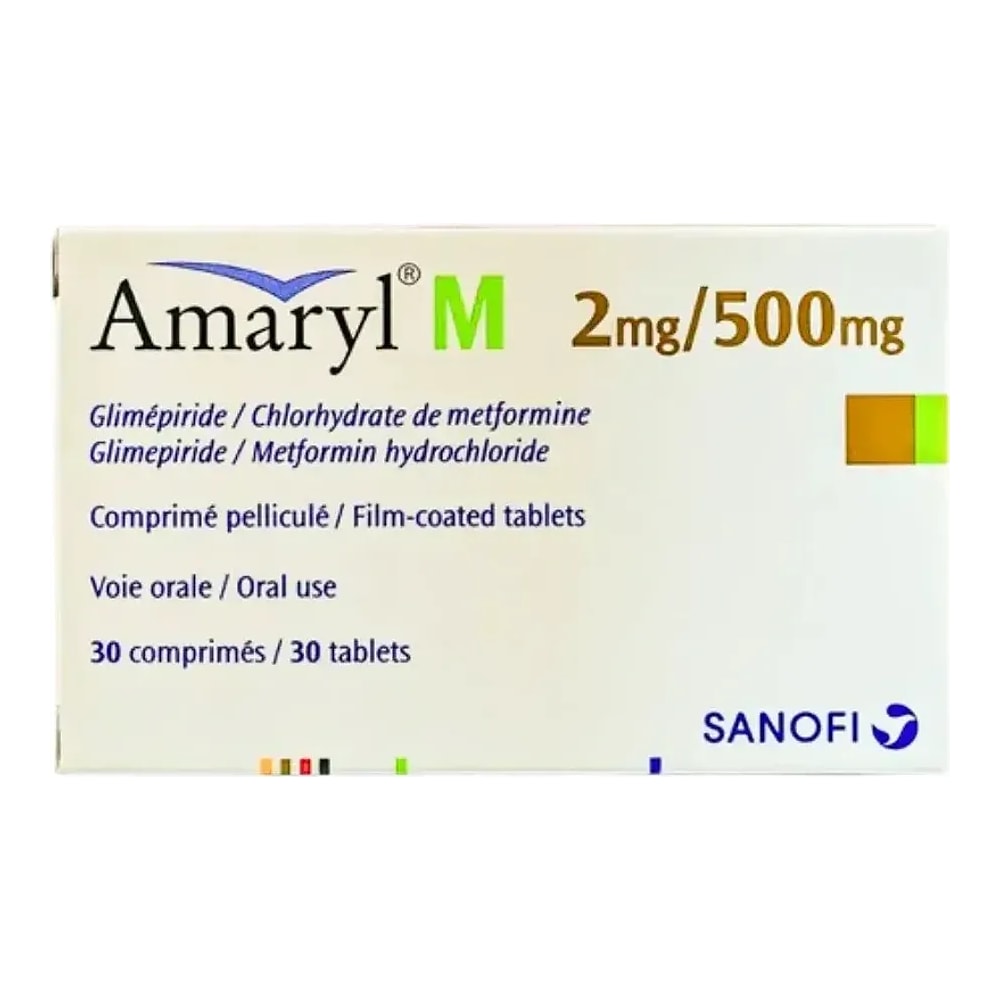 Amaryl® M 2mg/500mg
Glimépiride / Chlorhydrate de metformine
Glimepiride / Metformin hydrochloride
Comprimé pelliculé / Film-coated tablets
Voie orale / Oral use
30 comprimés / 30 tablets
SANOFI